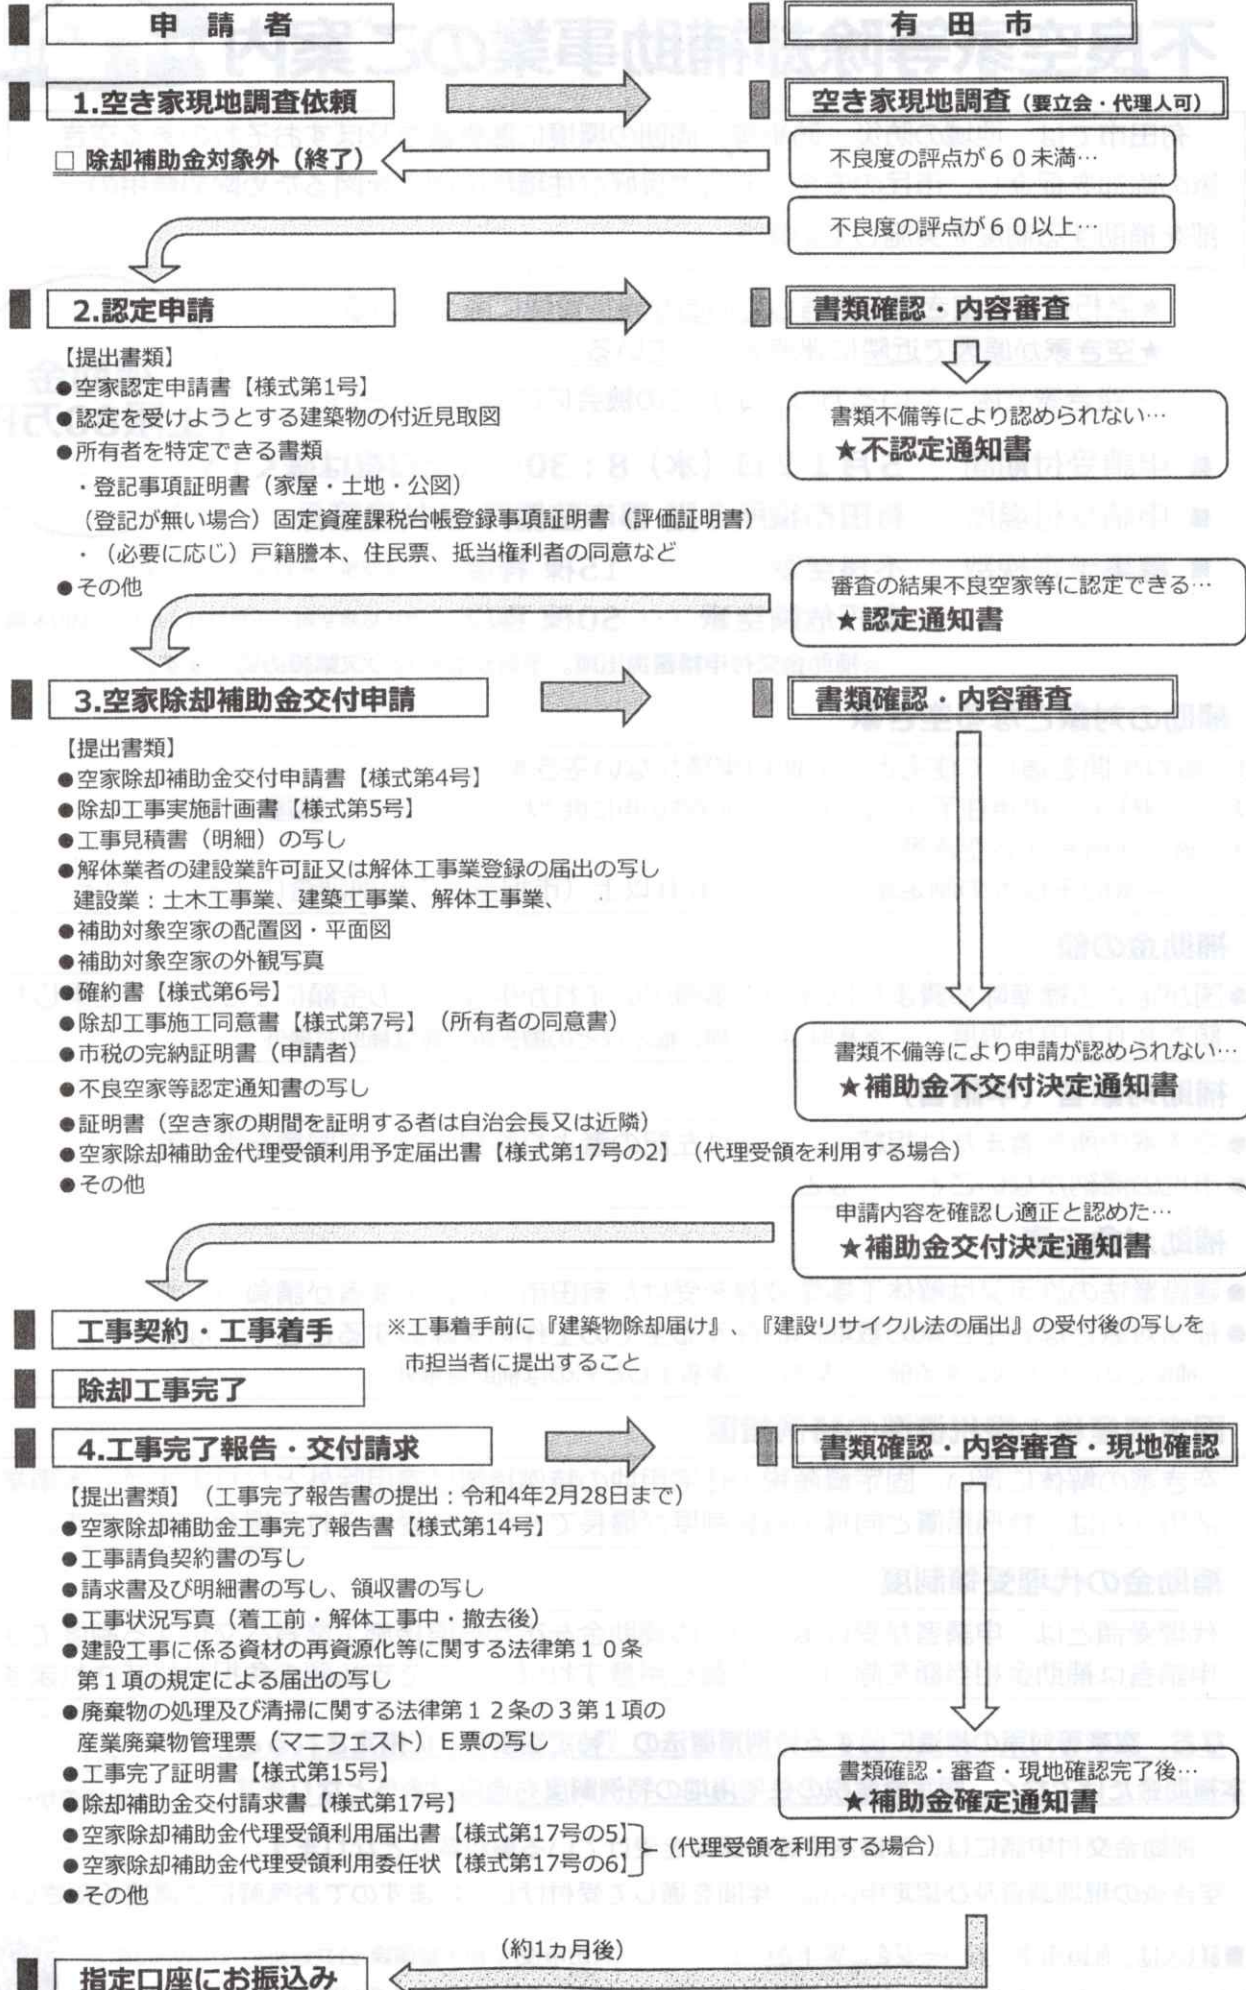 申 請 者
有 田 市
1.空き家現地調査依頼
空き家現地調査（要立会・代理人可）
□ 除却補助金対象外（終了）
不良度の評点が６０未満…
不良度の評点が６０以上…
2.認定申請
書類確認・内容審査
【提出書類】
●空家認定申請書【様式第1号】
●認定を受けようとする建築物の付近見取図
●所有者を特定できる書類
・登記事項証明書（家屋・土地・公図）
（登記が無い場合）固定資産課税台帳登録事項証明書（評価証明書）
・（必要に応じ）戸籍謄本、住民票、抵当権利者の同意など
●その他
書類不備等により認められない…
★不認定通知書
審査の結果不良空家等に認定できる…
★認定通知書
3.空家除却補助金交付申請
書類確認・内容審査
【提出書類】
●空家除却補助金交付申請書【様式第4号】
●除却工事実施計画書【様式第5号】
●工事見積書（明細）の写し
●解体業者の建設業許可証又は解体工事業登録の届出の写し
建設業：土木工事業、建築工事業、解体工事業、
●補助対象空家の配置図・平面図
●補助対象空家の外観写真
●確約書【様式第6号】
●除却工事施工同意書【様式第7号】（所有者の同意書）
●市税の完納証明書（申請者）
●不良空家等認定通知書の写し
●証明書（空き家の期間を証明する者は自治会長又は近隣）
●空家除却補助金代理受領利用予定届出書【様式第17号の2】（代理受領を利用する場合）
●その他
書類不備等により申請が認められない…
★補助金不交付決定通知書
申請内容を確認し適正と認めた…
★補助金交付決定通知書
工事契約・工事着手
※工事着手前に『建築物除却届け』、『建設リサイクル法の届出』の受付後の写しを
市担当者に提出すること
除却工事完了
4.工事完了報告・交付請求
書類確認・内容審査・現地確認
【提出書類】（工事完了報告書の提出：令和4年2月28日まで）
●空家除却補助金工事完了報告書【様式第14号】
●工事請負契約書の写し
●請求書及び明細書の写し、領収書の写し
●工事状況写真（着工前・解体工事中・撤去後）
●建設工事に係る資材の再資源化等に関する法律第１０条
第１項の規定による届出の写し
●廃棄物の処理及び清掃に関する法律第１２条の３第１項の
産業廃棄物管理票（マニフェスト）Ｅ票の写し
●工事完了証明書【様式第15号】
●除却補助金交付請求書【様式第17号】
●空家除却補助金代理受領利用届出書【様式第17号の5】
●空家除却補助金代理受領利用委任状【様式第17号の6】
（代理受領を利用する場合）
●その他
書類確認・審査・現地確認完了後…
★補助金確定通知書
（約1カ月後）
指定口座にお振込み